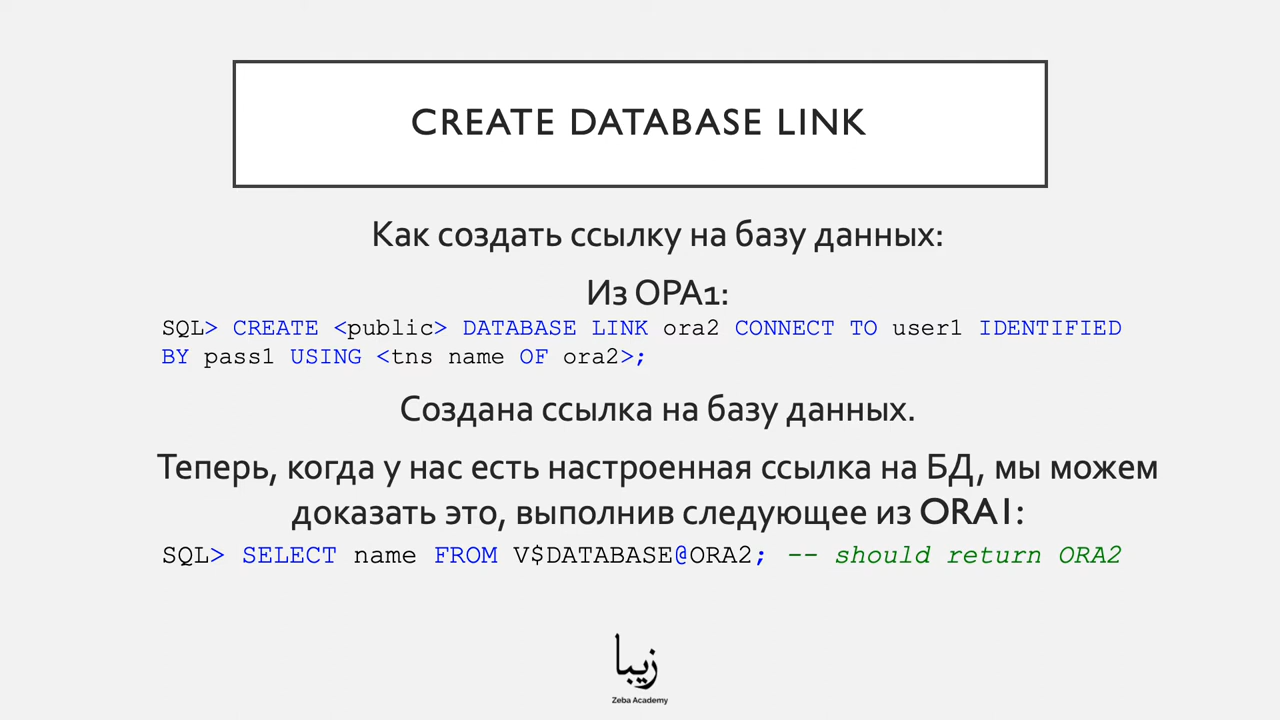 CREATE DATABASE LINK
Как создать ссылку на базу данных:
Из ОРА1:
SQL> CREATE <public> DATABASE LINK ora2 CONNECT TO user1 IDENTIFIED
BY pass1 USING <tns name OF ora2>;
Создана ссылка на базу данных.
Теперь, когда у нас есть настроенная ссылка на БД, мы можем
доказать это, выполнив следующее из ORA1:
SQL> SELECT name FROM V$DATABASE@ORA2; -- should return ORA2
زيبا
Zeba Academy